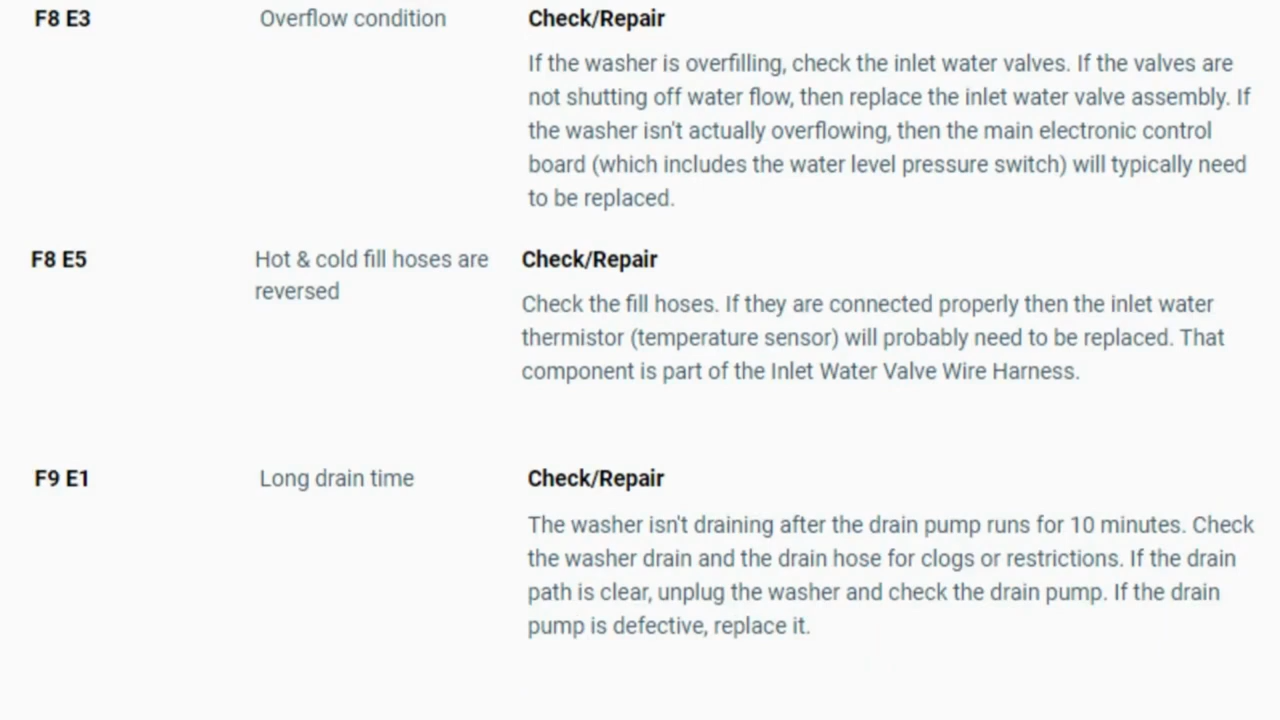 F8 E3 Overflow condition Check/Repair
If the washer is overfilling, check the inlet water valves. If the valves are
not shutting off water flow, then replace the inlet water valve assembly. If
the washer isn't actually overflowing, then the main electronic control
board (which includes the water level pressure switch) will typically need
to be replaced.
F8 E5 Hot & cold fill hoses are Check/Repair
reversed
Check the fill hoses. If they are connected properly then the inlet water
thermistor (temperature sensor) will probably need to be replaced. That
component is part of the Inlet Water Valve Wire Harness.
F9 E1 Long drain time Check/Repair
The washer isn't draining after the drain pump runs for 10 minutes. Check
the washer drain and the drain hose for clogs or restrictions. If the drain
path is clear, unplug the washer and check the drain pump. If the drain
pump is defective, replace it.